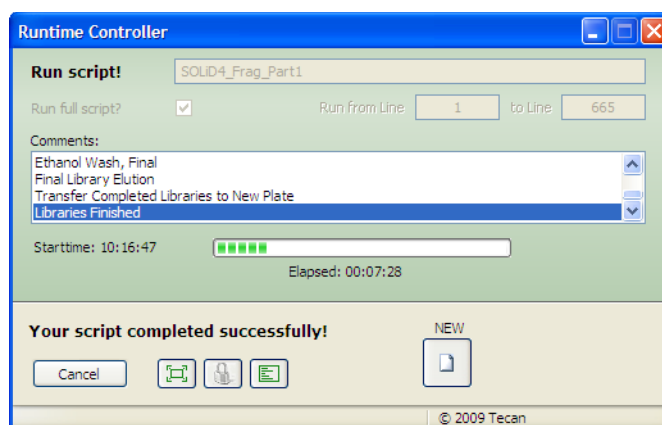 Runtime Controller
Run script! SOLiD4_Frag_Part1
Run full script? Run from Line 1 to Line 665
Comments:
Ethanol Wash, Final
Final Library Elution
Transfer Completed Libraries to New Plate
Libraries Finished
Starttime: 10:16:47
Elapsed: 00:07:28
Your script completed successfully!
NEW
Cancel
© 2009 Tecan